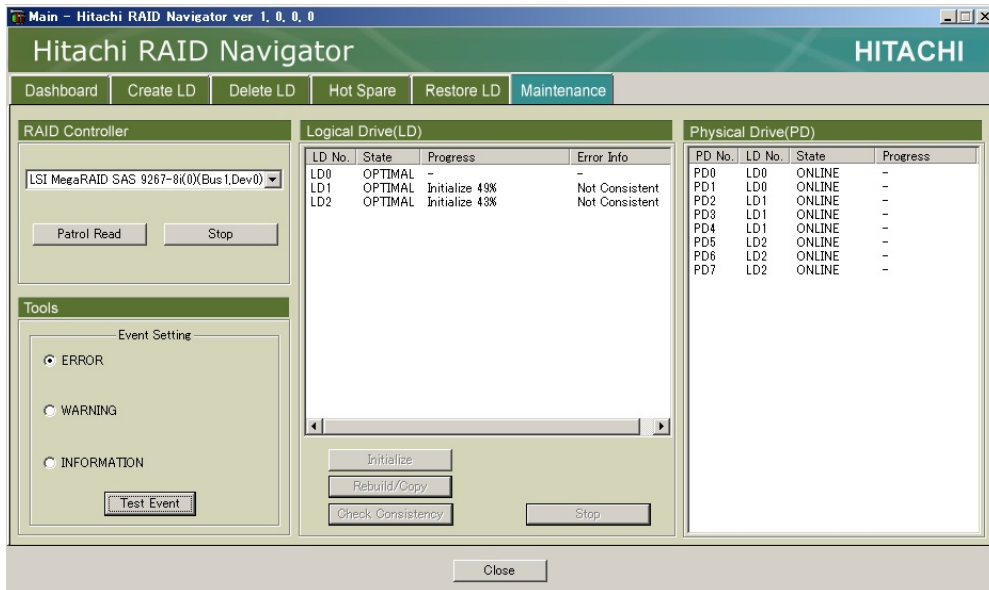 Main - Hitachi RAID Navigator ver 1. 0. 0. 0
Hitachi RAID Navigator
HITACHI
Dashboard Create LD Delete LD Hot Spare Restore LD Maintenance
RAID Controller
LSI MegaRAID SAS 9267-8i(0)(Bus1,Dev0)
Patrol Read Stop
Tools
Event Setting
ERROR
WARNING
INFORMATION
Test Event
Logical Drive(LD)
LD No. State Progress Error Info
LD0 OPTIMAL - -
LD1 OPTIMAL Initialize 49% Not Consistent
LD2 OPTIMAL Initialize 43% Not Consistent
Initialize
Rebuild/Copy
Check Consistency Stop
Physical Drive(PD)
PD No. LD No. State Progress
PD0 LD0 ONLINE -
PD1 LD0 ONLINE -
PD2 LD1 ONLINE -
PD3 LD1 ONLINE -
PD4 LD1 ONLINE -
PD5 LD2 ONLINE -
PD6 LD2 ONLINE -
PD7 LD2 ONLINE -
Close